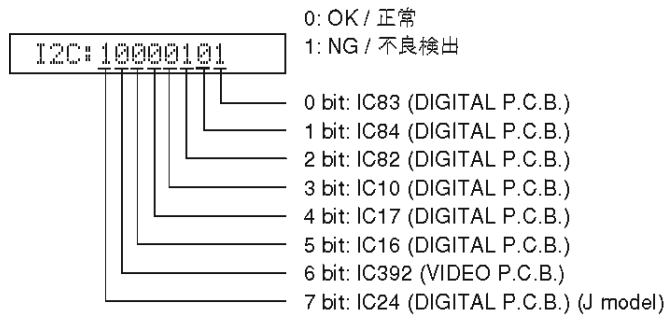 0: OK / 正常
1: NG / 不良検出
I2C:10000101
0 bit: IC83 (DIGITAL P.C.B.)
1 bit: IC84 (DIGITAL P.C.B.)
2 bit: IC82 (DIGITAL P.C.B.)
3 bit: IC10 (DIGITAL P.C.B.)
4 bit: IC17 (DIGITAL P.C.B.)
5 bit: IC16 (DIGITAL P.C.B.)
6 bit: IC392 (VIDEO P.C.B.)
7 bit: IC24 (DIGITAL P.C.B.) (J model)